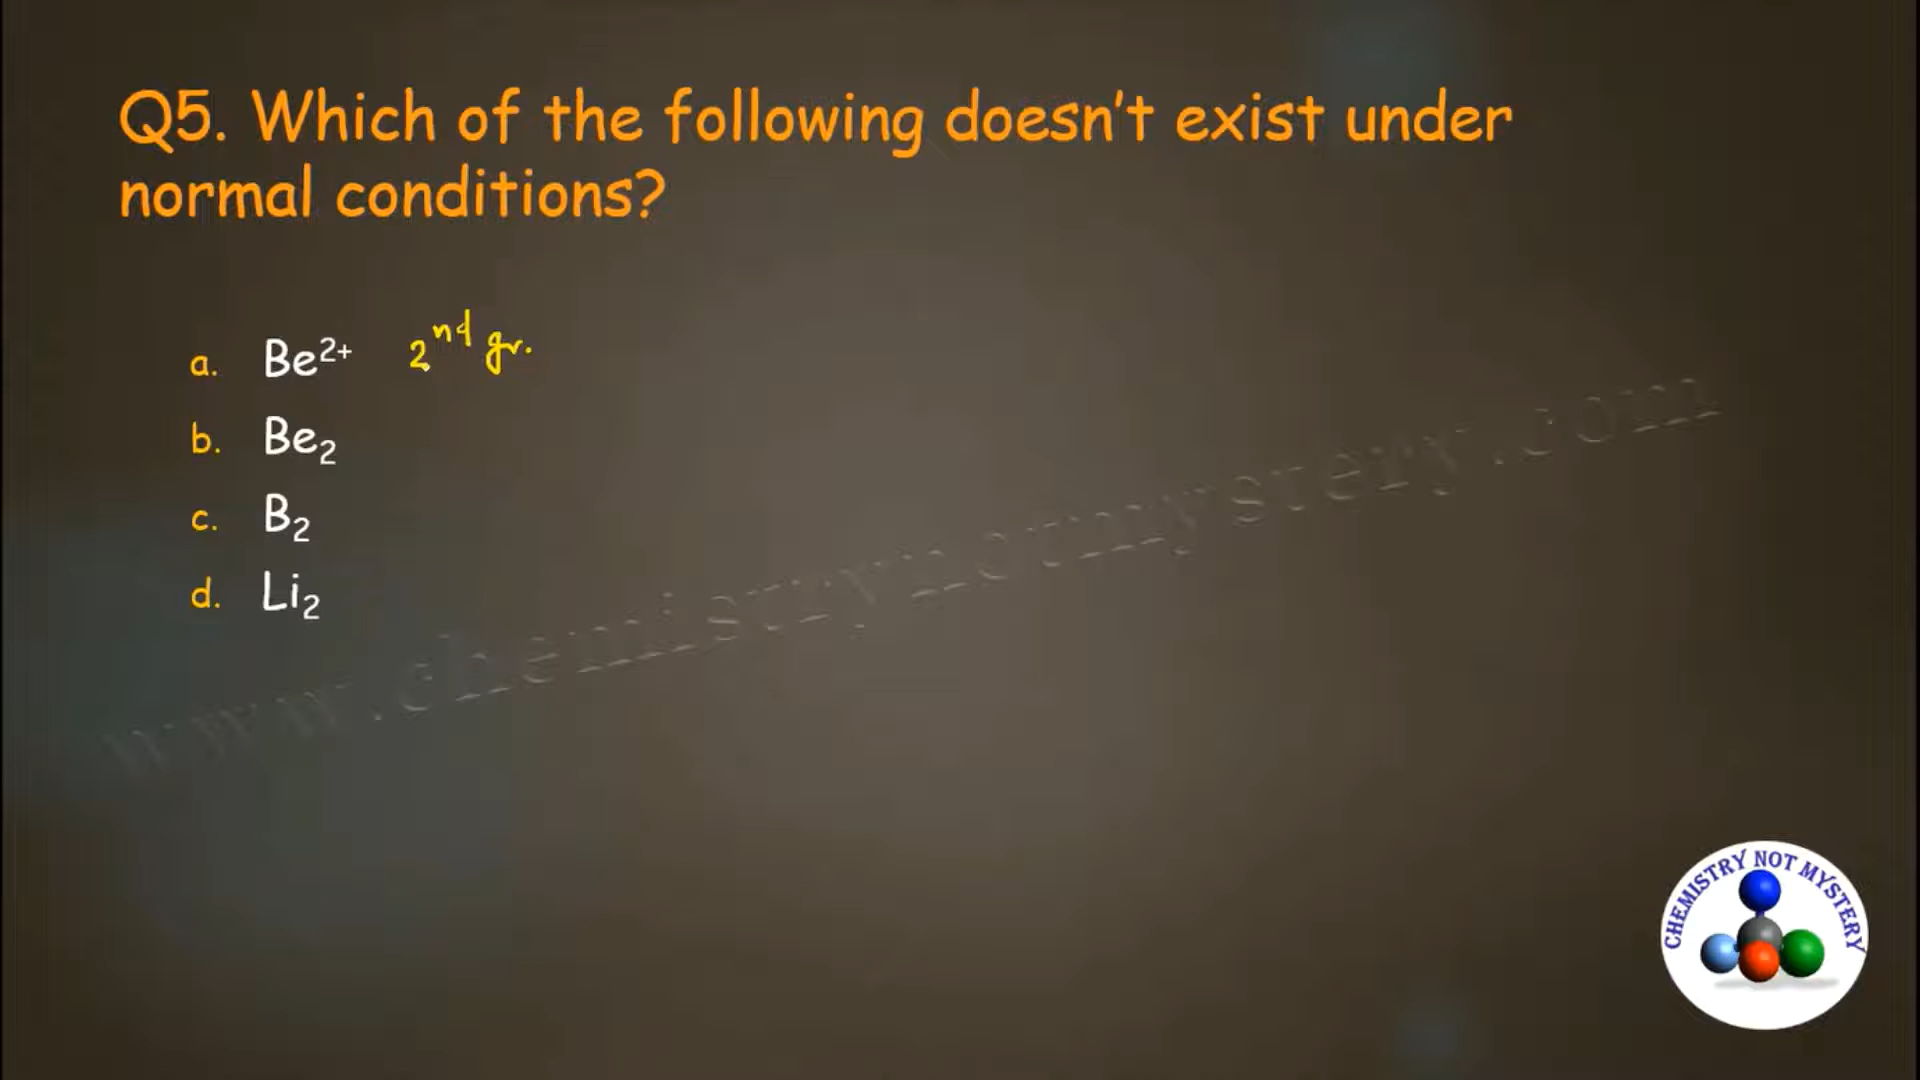 Q5. Which of the following doesn't exist under
normal conditions?
a. Be²⁺ 2ⁿᵈ gr.
b. Be₂
c. B₂
d. Li₂
www.chemistrynotmystery.com
CHEMISTRY NOT MYSTERY